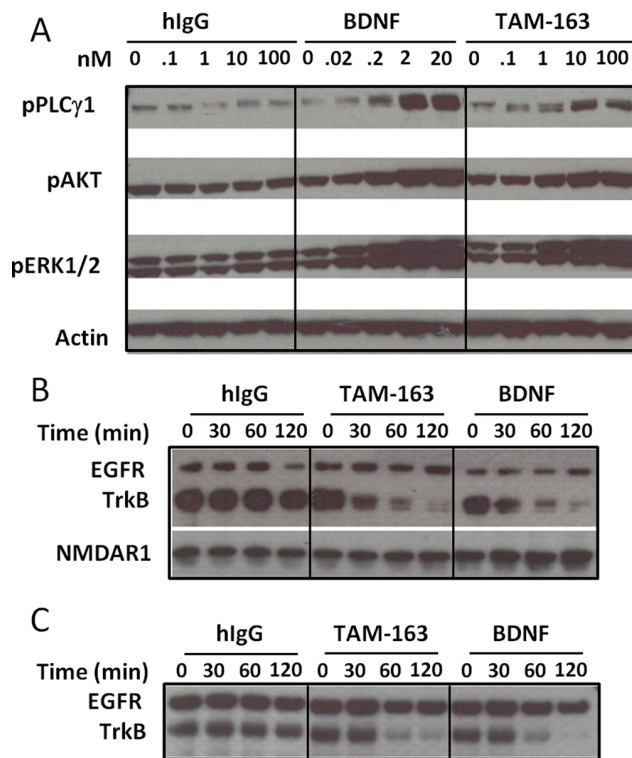 A
hIgG BDNF TAM-163
nM 0 .1 1 10 100 0 .02 .2 2 20 0 .1 1 10 100
pPLCγ1
pAKT
pERK1/2
Actin
B
hIgG TAM-163 BDNF
Time (min) 0 30 60 120 0 30 60 120 0 30 60 120
EGFR
TrkB
NMDAR1
C
hIgG TAM-163 BDNF
Time (min) 0 30 60 120 0 30 60 120 0 30 60 120
EGFR
TrkB